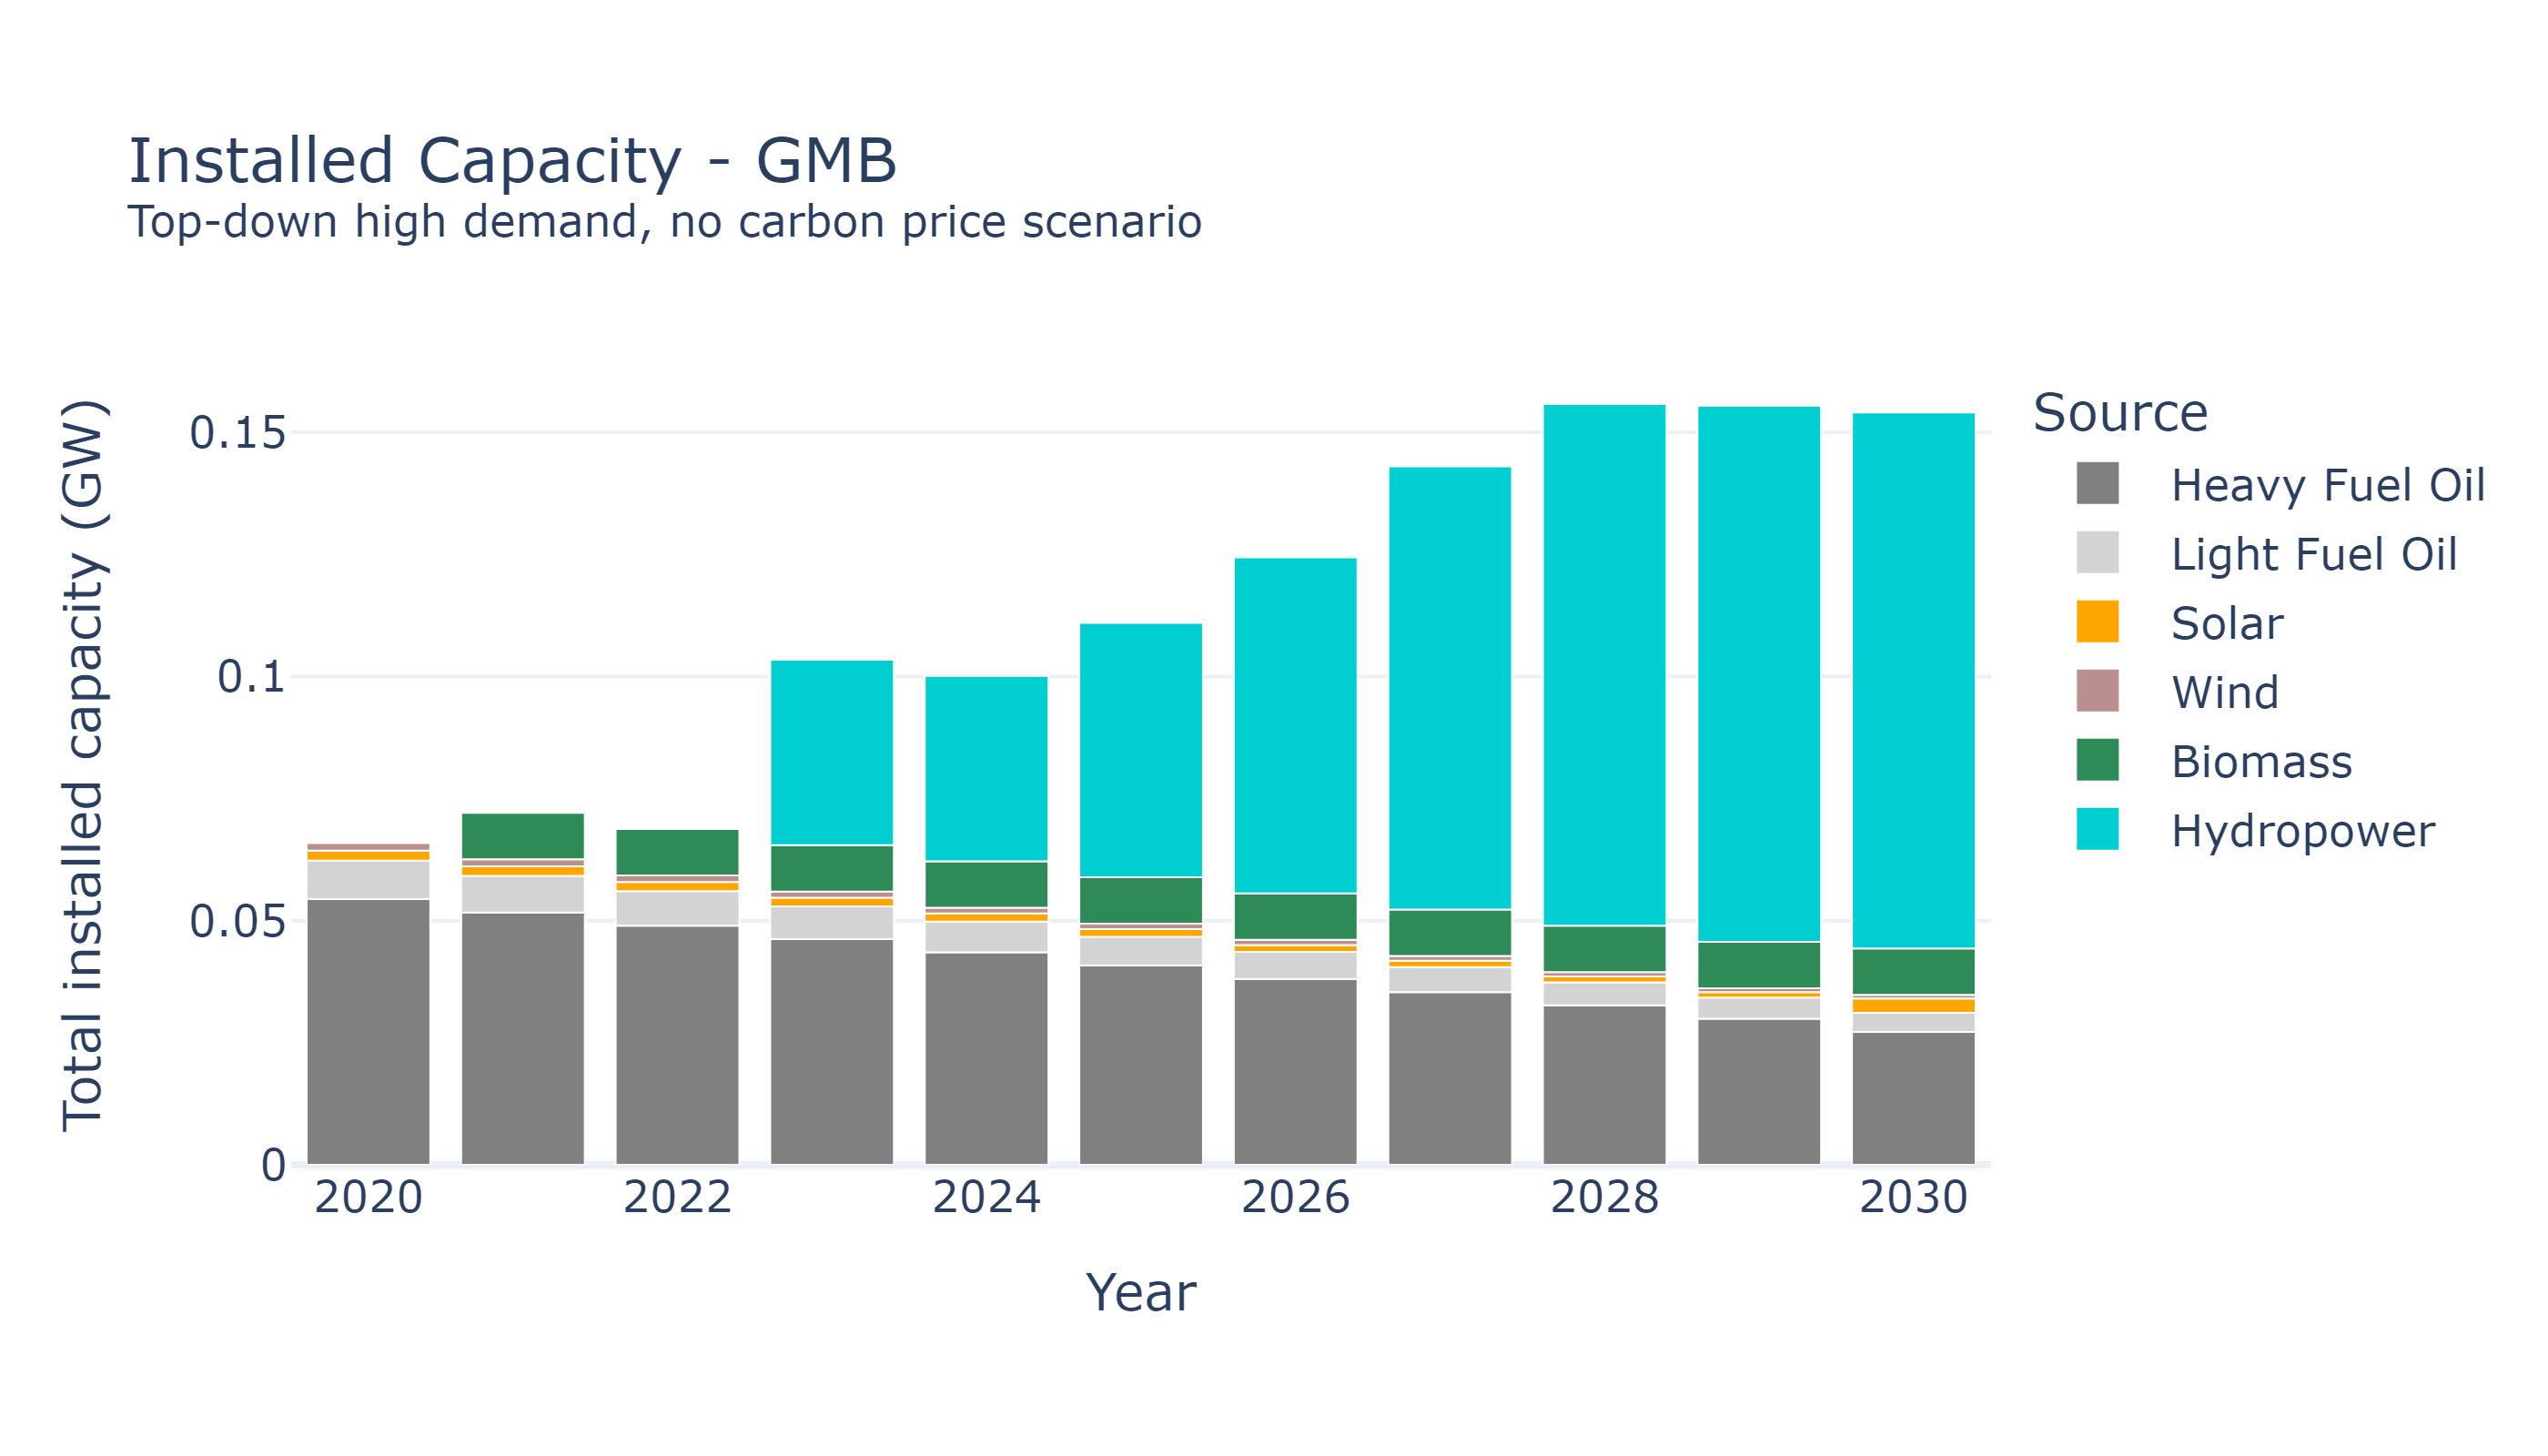 Installed Capacity - GMB
Top-down high demand, no carbon price scenario
Total installed capacity (GW)
0.15
0.1
0.05
0
2020
2022
2024
2026
2028
2030
Year
Source
Heavy Fuel Oil
Light Fuel Oil
Solar
Wind
Biomass
Hydropower